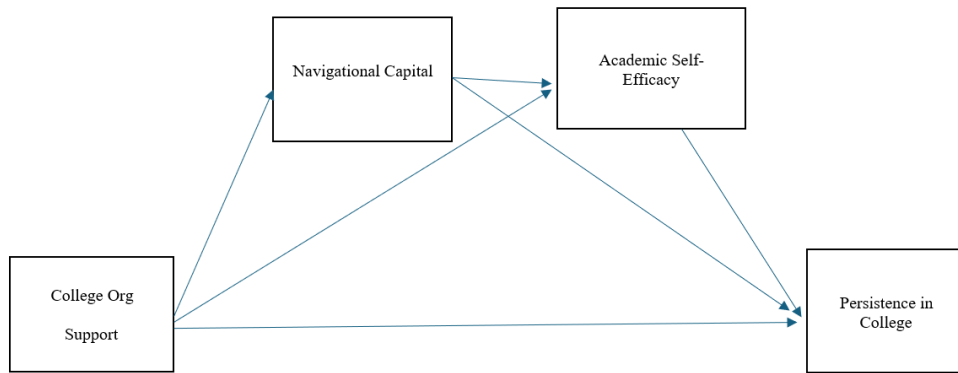 Navigational Capital
Academic Self-
Efficacy
College Org
Support
Persistence in
College